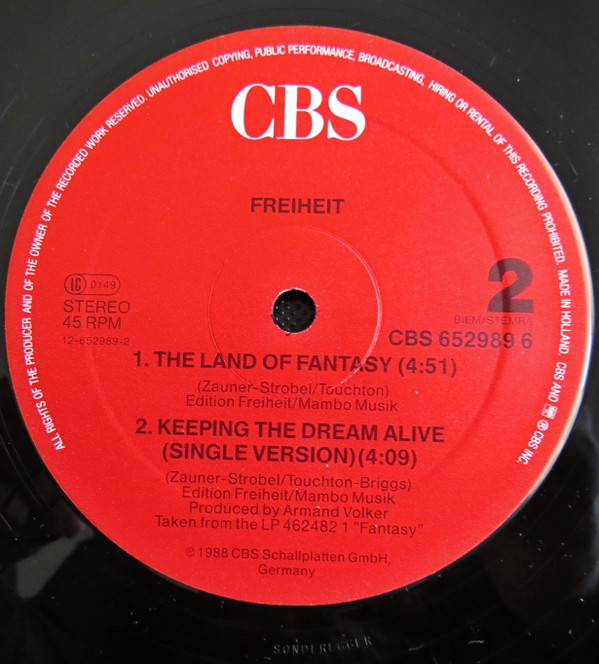 ALL RIGHTS OF THE PRODUCER AND OF THE OWNER OF THE RECORDED WORK RESERVED. UNAUTHORISED COPYING, PUBLIC PERFORMANCE, BROADCASTING, HIRING OR RENTAL OF THIS RECORDING PROHIBITED. MADE IN HOLLAND. CBS AND ℗ CBS INC.
CBS
FREIHEIT
LC 0149
STEREO
45 RPM
12-652989-2
2
BIEM/STEMRA
CBS 652989 6
1. THE LAND OF FANTASY (4:51)
(Zauner-Strobel/Touchton)
Edition Freiheit/Mambo Musik
2. KEEPING THE DREAM ALIVE
(SINGLE VERSION)(4:09)
(Zauner-Strobel/Touchton-Briggs)
Edition Freiheit/Mambo Musik
Produced by Armand Volker
Taken from the LP 462482 1 "Fantasy"
℗ 1988 CBS Schallplatten GmbH,
Germany
SONDEREGGER